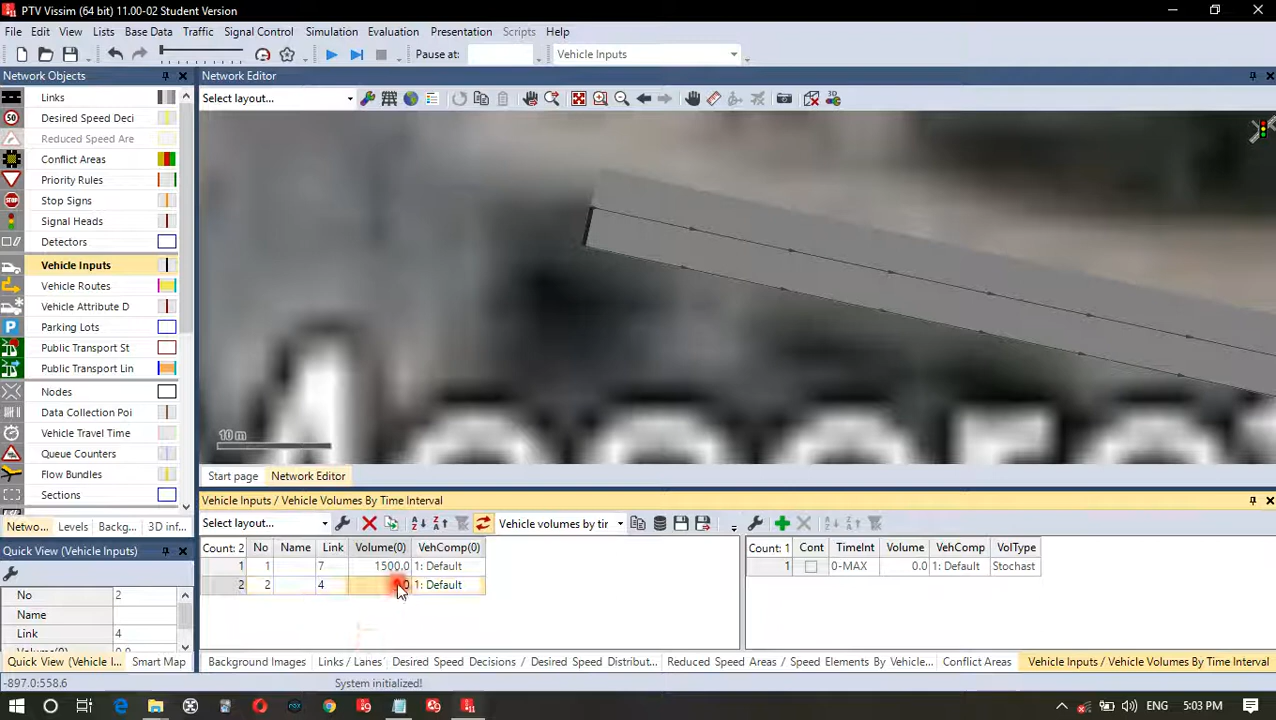 PTV Vissim (64 bit) 11.00-02 Student Version
File Edit View Lists Base Data Traffic Signal Control Simulation Evaluation Presentation Scripts Help
Pause at: Vehicle Inputs
Network Objects
Network Editor
Select layout...
Links
Desired Speed Deci
Reduced Speed Are
Conflict Areas
Priority Rules
Stop Signs
Signal Heads
Detectors
Vehicle Inputs
Vehicle Routes
Vehicle Attribute D
Parking Lots
Public Transport St
Public Transport Lin
Nodes
Data Collection Poi
Vehicle Travel Time
Queue Counters
Flow Bundles
Sections
Netwo... Levels Backg... 3D inf...
10 m
Start page Network Editor
Vehicle Inputs / Vehicle Volumes By Time Interval
Select layout... Vehicle volumes by tir
Count: 2 No Name Link Volume(0) VehComp(0)
1 1 7 1500.0 1: Default
2 2 4 1: Default
Count: 1 Cont TimeInt Volume VehComp VolType
1 0-MAX 0.0 1: Default Stochast
Quick View (Vehicle Inputs)
No 2
Name
Link 4
Quick View (Vehicle I... Smart Map
Background Images Links / Lanes Desired Speed Decisions / Desired Speed Distribut... Reduced Speed Areas / Speed Elements By Vehicle... Conflict Areas Vehicle Inputs / Vehicle Volumes By Time Interval
-897.0:558.6 System initialized!
ENG 5:03 PM